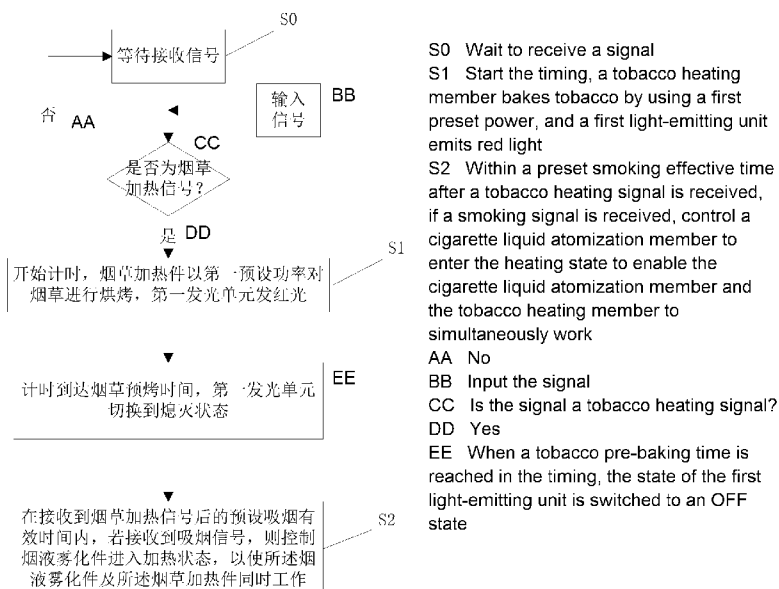 S0
等待接收信号
输入
信号
BB
否 AA
CC
是否为烟草
加热信号？
是 DD
S1
开始计时，烟草加热件以第一预设功率对
烟草进行烘烤，第一发光单元发红光
计时到达烟草预烤时间，第一发光单元
切换到熄灭状态
EE
在接收到烟草加热信号后的预设吸烟有
效时间内，若接收到吸烟信号，则控制
烟液雾化件进入加热状态，以使所述烟
液雾化件及所述烟草加热件同时工作
S2
S0 Wait to receive a signal
S1 Start the timing, a tobacco heating
member bakes tobacco by using a first
preset power, and a first light-emitting unit
emits red light
S2 Within a preset smoking effective time
after a tobacco heating signal is received,
if a smoking signal is received, control a
cigarette liquid atomization member to
enter the heating state to enable the
cigarette liquid atomization member and
the tobacco heating member to
simultaneously work
AA No
BB Input the signal
CC Is the signal a tobacco heating signal?
DD Yes
EE When a tobacco pre-baking time is
reached in the timing, the state of the first
light-emitting unit is switched to an OFF
state